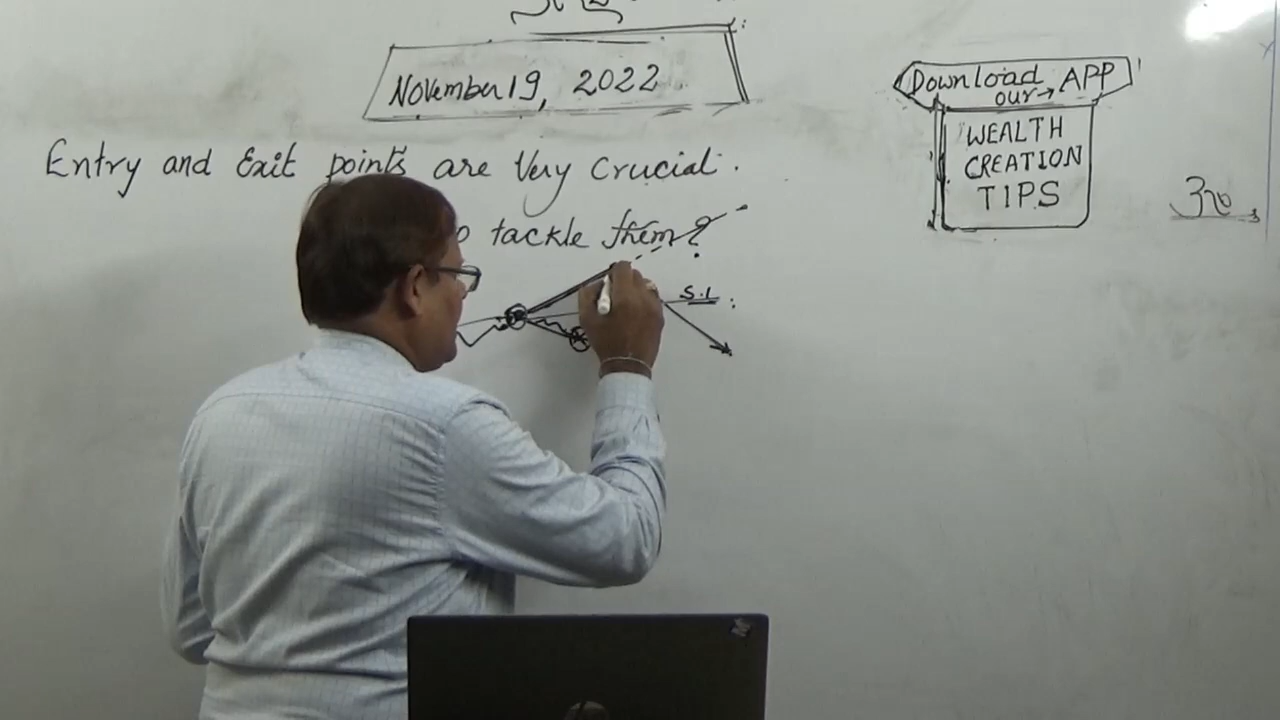 November 19, 2022
Download APP
our→
WEALTH
CREATION
TIPS
Entry and Exit points are Very Crucial.
tackle them?
S.L :